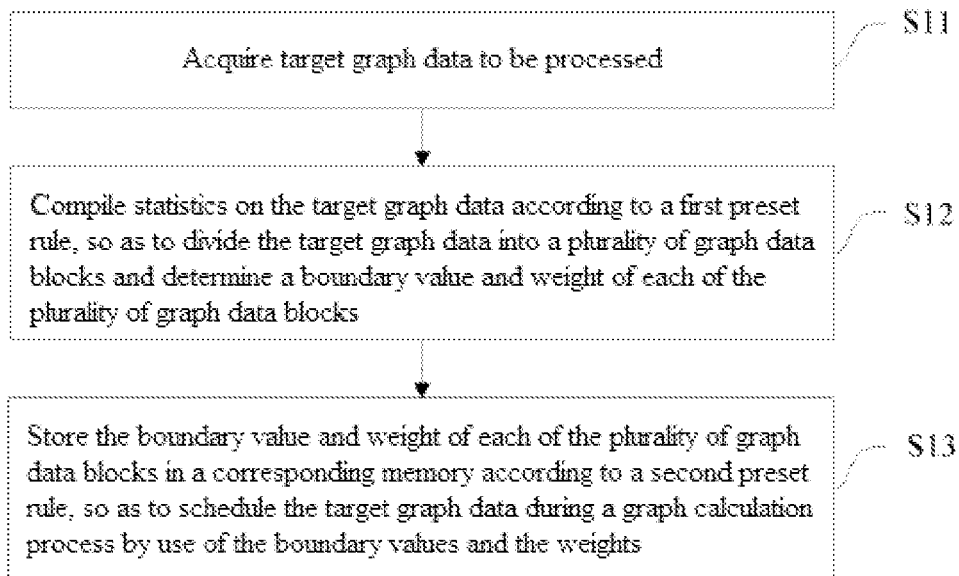 Acquire target graph data to be processed
S11
Compile statistics on the target graph data according to a first preset
rule, so as to divide the target graph data into a plurality of graph data
blocks and determine a boundary value and weight of each of the
plurality of graph data blocks
S12
Store the boundary value and weight of each of the plurality of graph
data blocks in a corresponding memory according to a second preset
rule, so as to schedule the target graph data during a graph calculation
process by use of the boundary values and the weights
S13